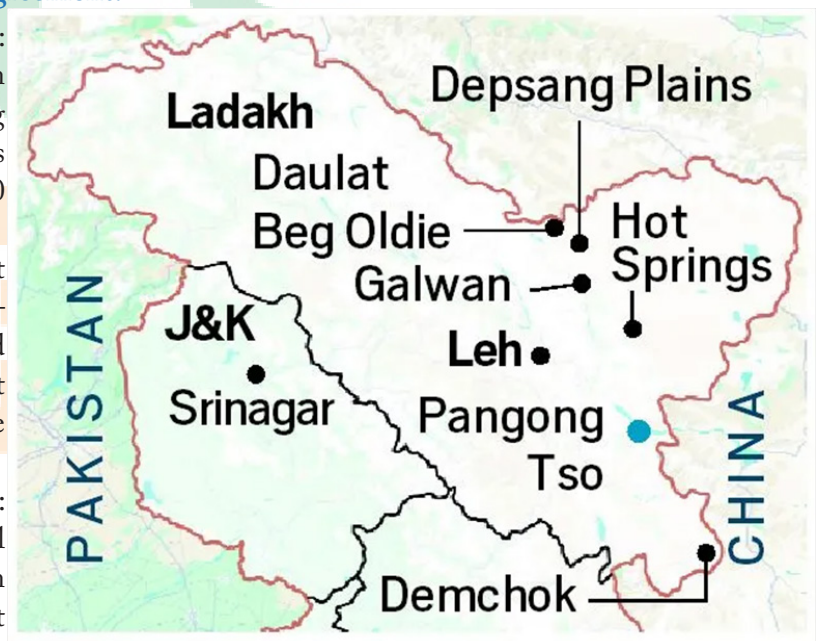 Depsang Plains
Ladakh
Daulat
Beg Oldie
Hot
Springs
Galwan
J&K
Leh
Srinagar
Pangong
Tso
PAKISTAN
CHINA
Demchok